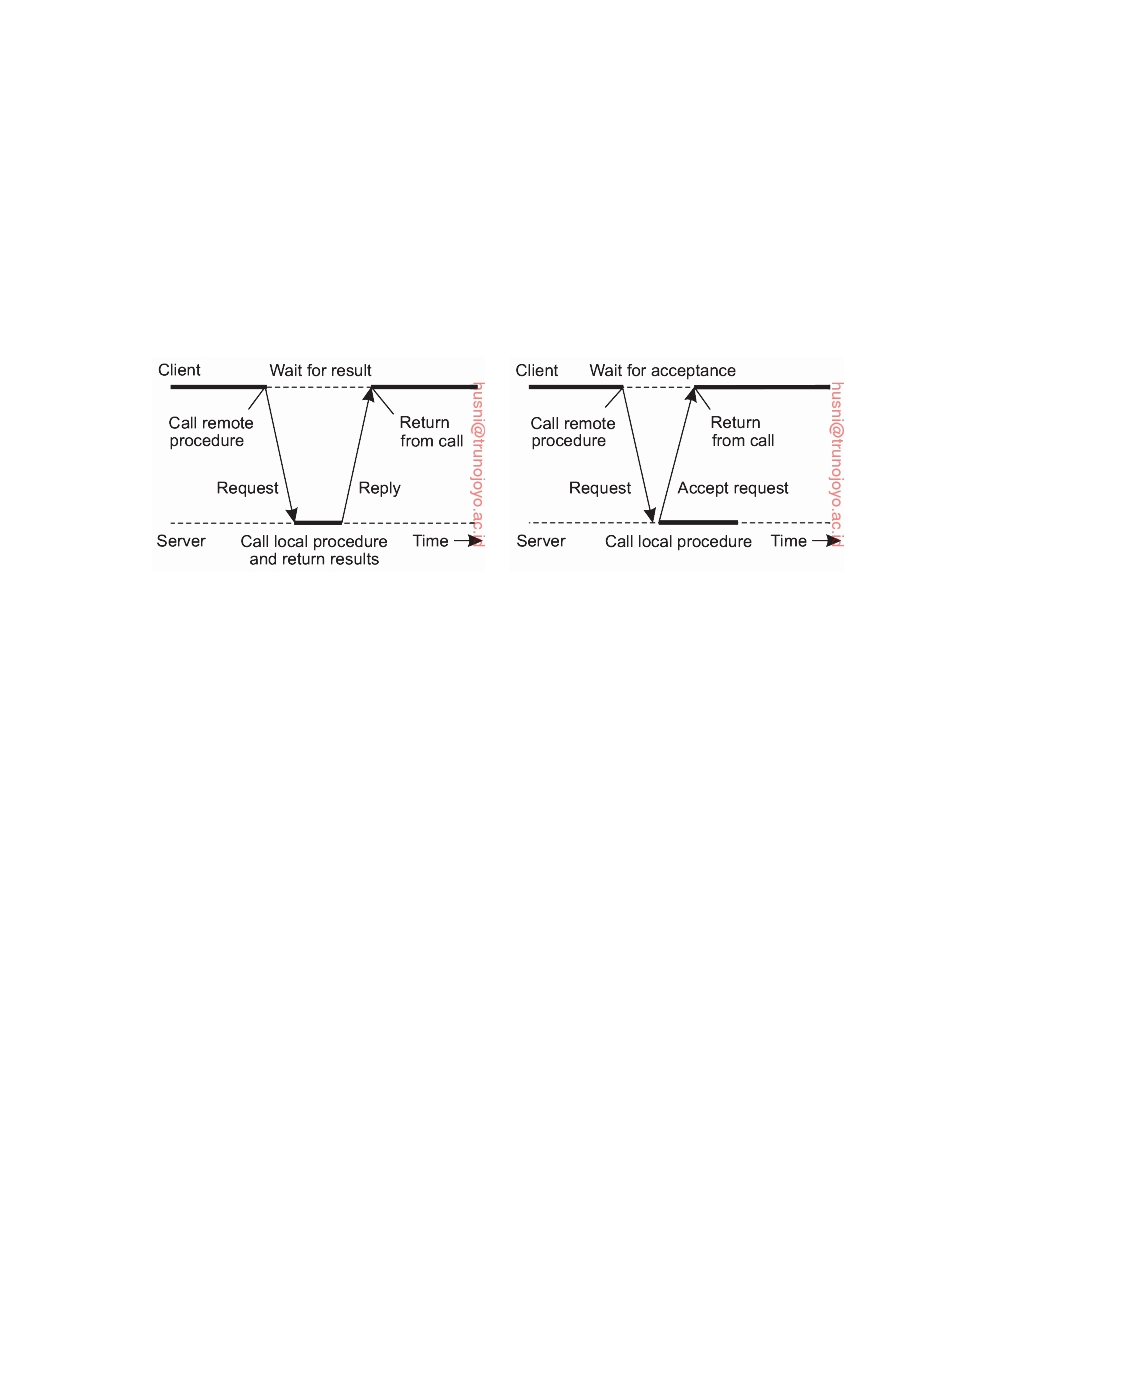 Client
Wait for result
Call remote
procedure
Return
from call
Request
Reply
Server
Call local procedure
and return results
Time
husni@trunojoyo.ac.id
Client
Wait for acceptance
Call remote
procedure
Return
from call
Request
Accept request
Server
Call local procedure
Time
husni@trunojoyo.ac.id